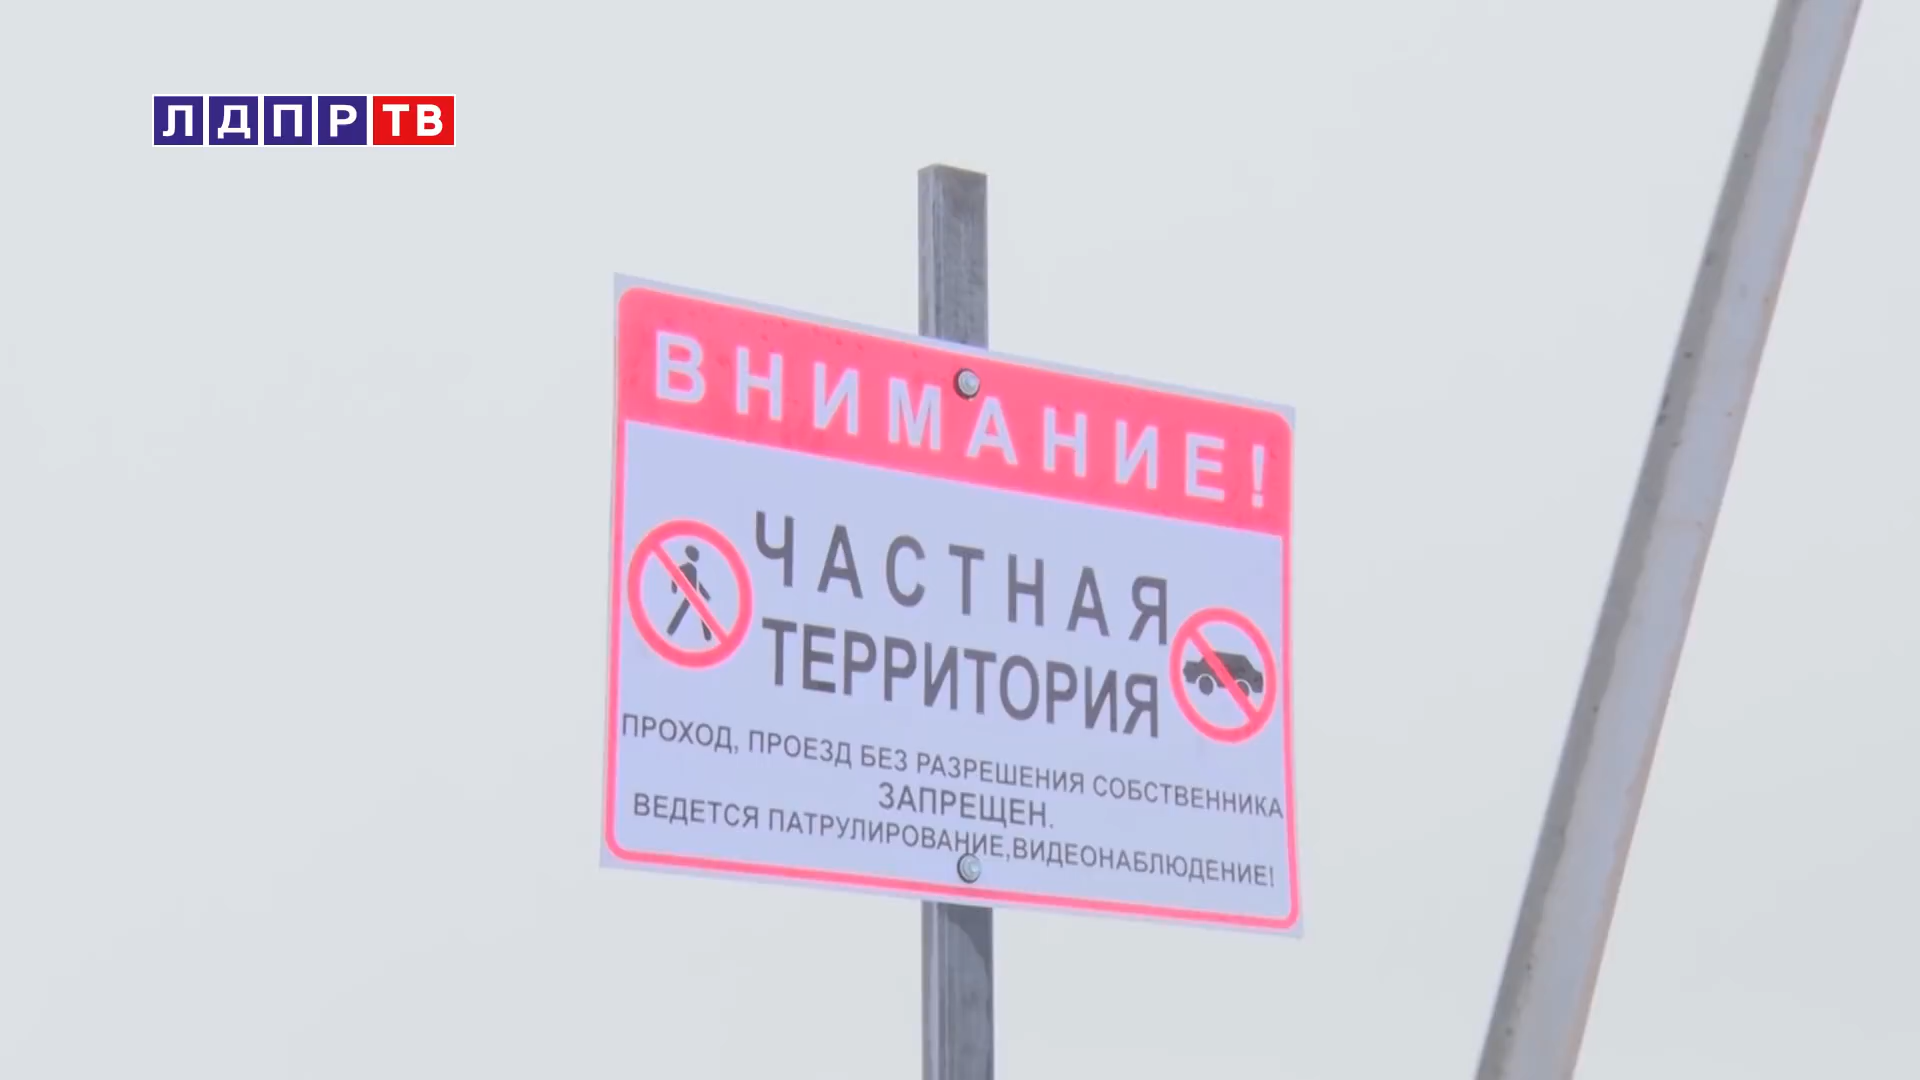 ЛДПР ТВ
ВНИМАНИЕ!
ЧАСТНАЯ
ТЕРРИТОРИЯ
ПРОХОД, ПРОЕЗД БЕЗ РАЗРЕШЕНИЯ СОБСТВЕННИКА
ЗАПРЕЩЕН.
ВЕДЕТСЯ ПАТРУЛИРОВАНИЕ,ВИДЕОНАБЛЮДЕНИЕ!